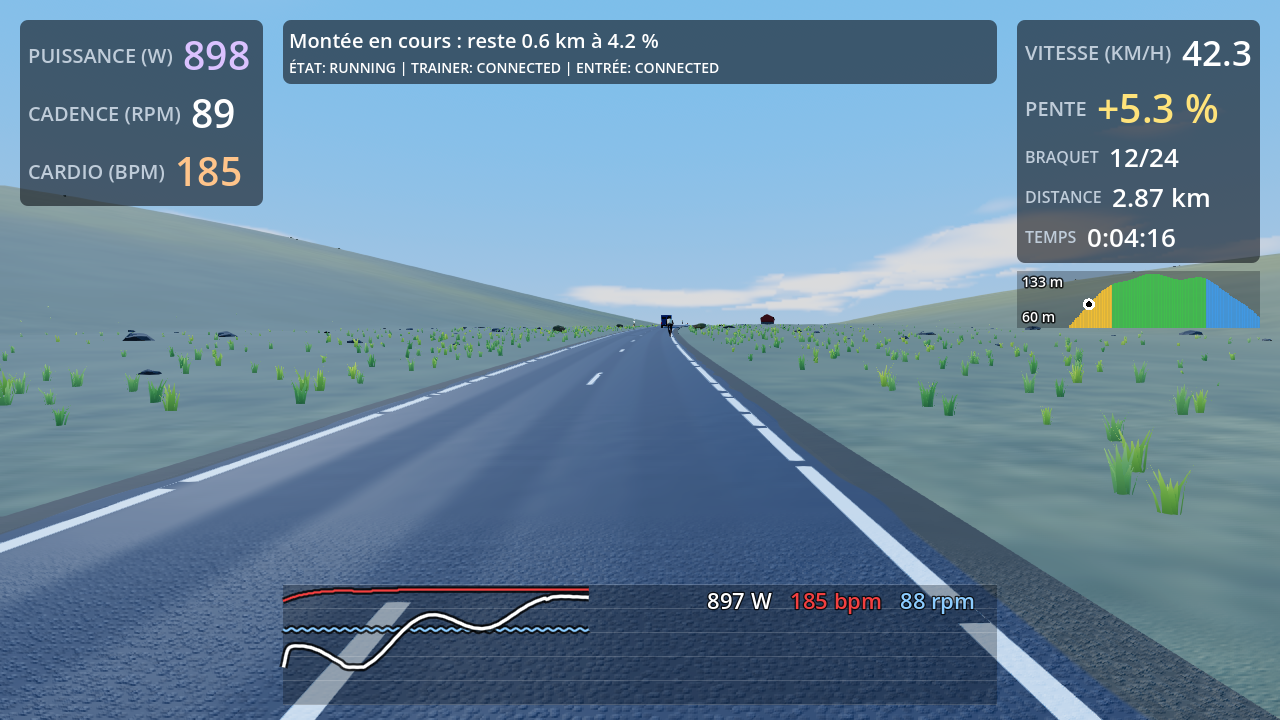 PUISSANCE (W) 898
CADENCE (RPM) 89
CARDIO (BPM) 185
Montée en cours : reste 0.6 km à 4.2 %
ÉTAT: RUNNING | TRAINER: CONNECTED | ENTRÉE: CONNECTED
VITESSE (KM/H) 42.3
PENTE +5.3 %
BRAQUET 12/24
DISTANCE 2.87 km
TEMPS 0:04:16
133 m
60 m
897 W 185 bpm 88 rpm